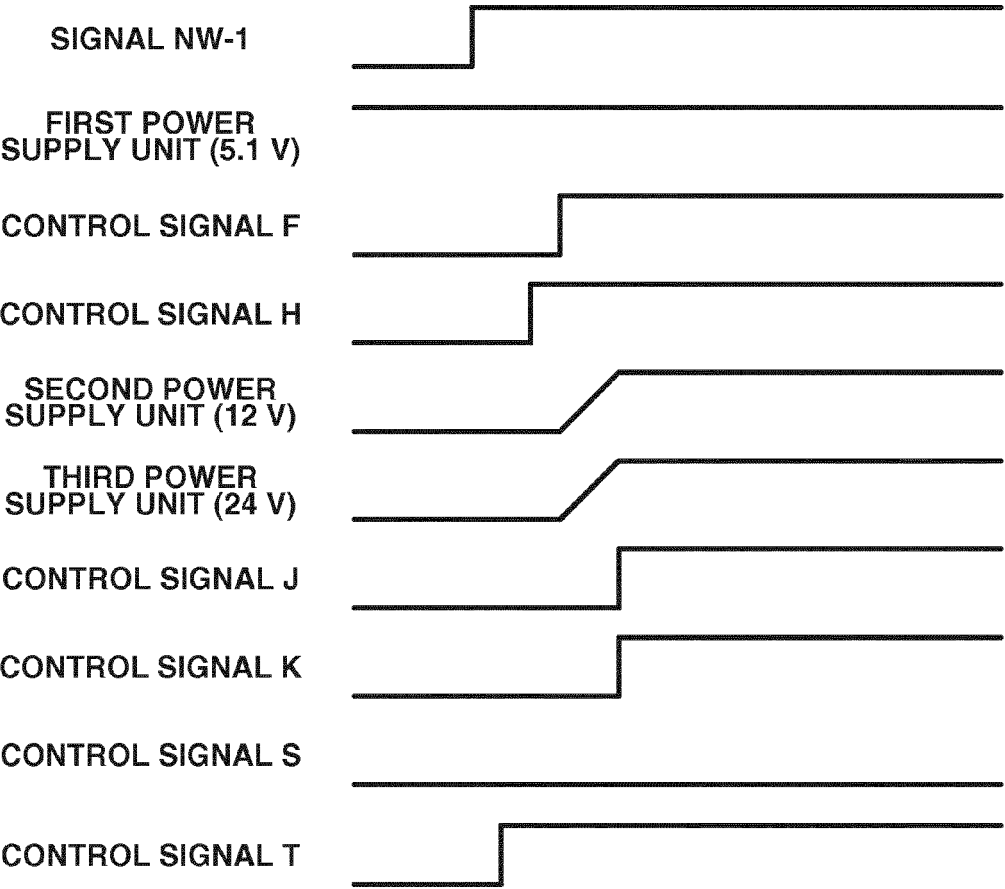 SIGNAL NW-1
FIRST POWER
SUPPLY UNIT (5.1 V)
CONTROL SIGNAL F
CONTROL SIGNAL H
SECOND POWER
SUPPLY UNIT (12 V)
THIRD POWER
SUPPLY UNIT (24 V)
CONTROL SIGNAL J
CONTROL SIGNAL K
CONTROL SIGNAL S
CONTROL SIGNAL T